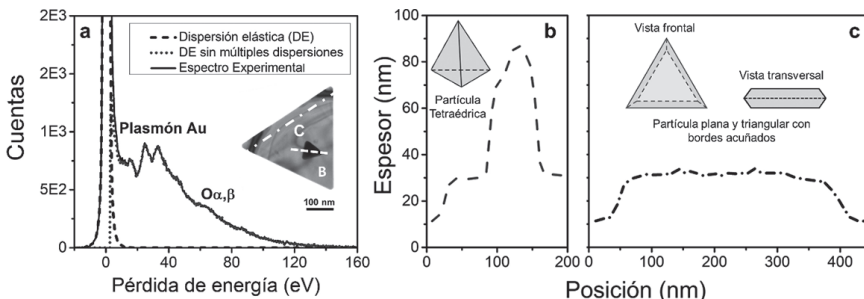 a
Dispersión elástica (DE)
DE sin múltiples dispersiones
Espectro Experimental
2E3
2E3
1E3
5E2
0
Cuentas
Plasmón Au
Oα,β
C
B
100 nm
0 40 80 120 160
Pérdida de energía (eV)
b
100
80
60
40
20
0
Espesor (nm)
Partícula
Tetraédrica
0 50 100 150 200
c
Vista frontal
Vista transversal
Partícula plana y triangular con
bordes acuñados
0 100 200 300 400
Posición (nm)